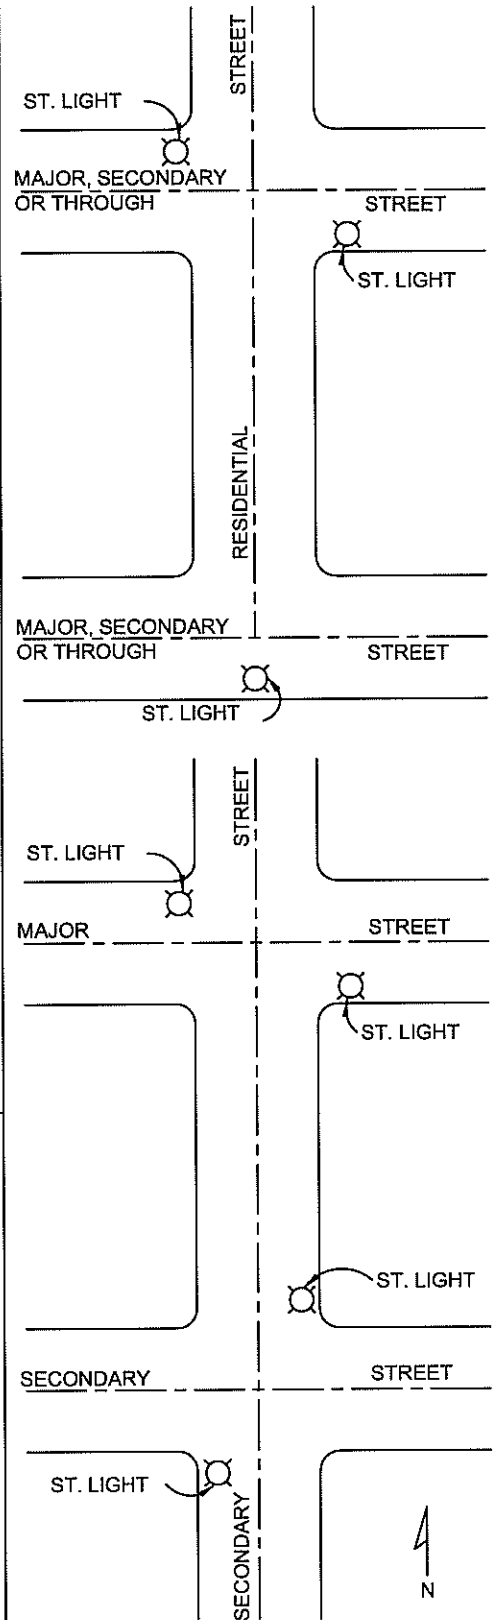 STREET
ST. LIGHT
MAJOR, SECONDARY
OR THROUGH
STREET
ST. LIGHT
RESIDENTIAL
MAJOR, SECONDARY
OR THROUGH
STREET
ST. LIGHT
STREET
ST. LIGHT
MAJOR
STREET
ST. LIGHT
ST. LIGHT
SECONDARY
STREET
ST. LIGHT
SECONDARY
N